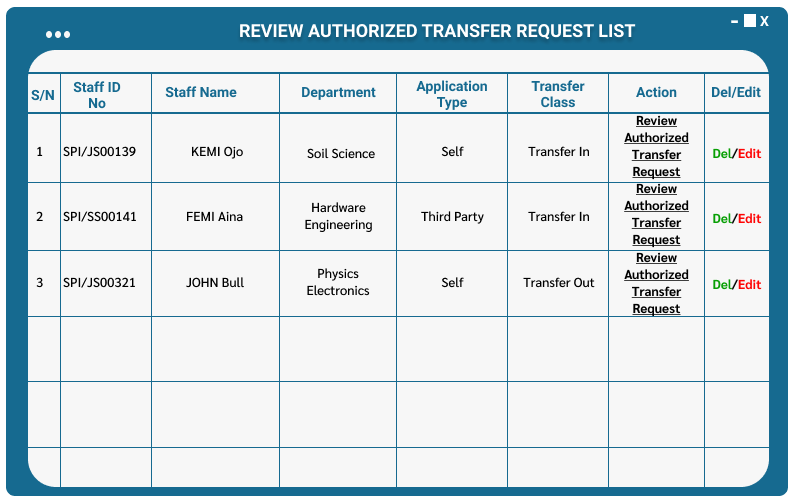 REVIEW AUTHORIZED TRANSFER REQUEST LIST
X
S/N
Staff ID
No
Staff Name
Department
Application
Type
Transfer
Class
Action
Del/Edit
1
SPI/JS00139
KEMI Ojo
Soil Science
Self
Transfer In
Review
Authorized
Transfer
Request
Del/Edit
2
SPI/SS00141
FEMI Aina
Hardware
Engineering
Third Party
Transfer In
Review
Authorized
Transfer
Request
Del/Edit
3
SPI/JS00321
JOHN Bull
Physics
Electronics
Self
Transfer Out
Review
Authorized
Transfer
Request
Del/Edit